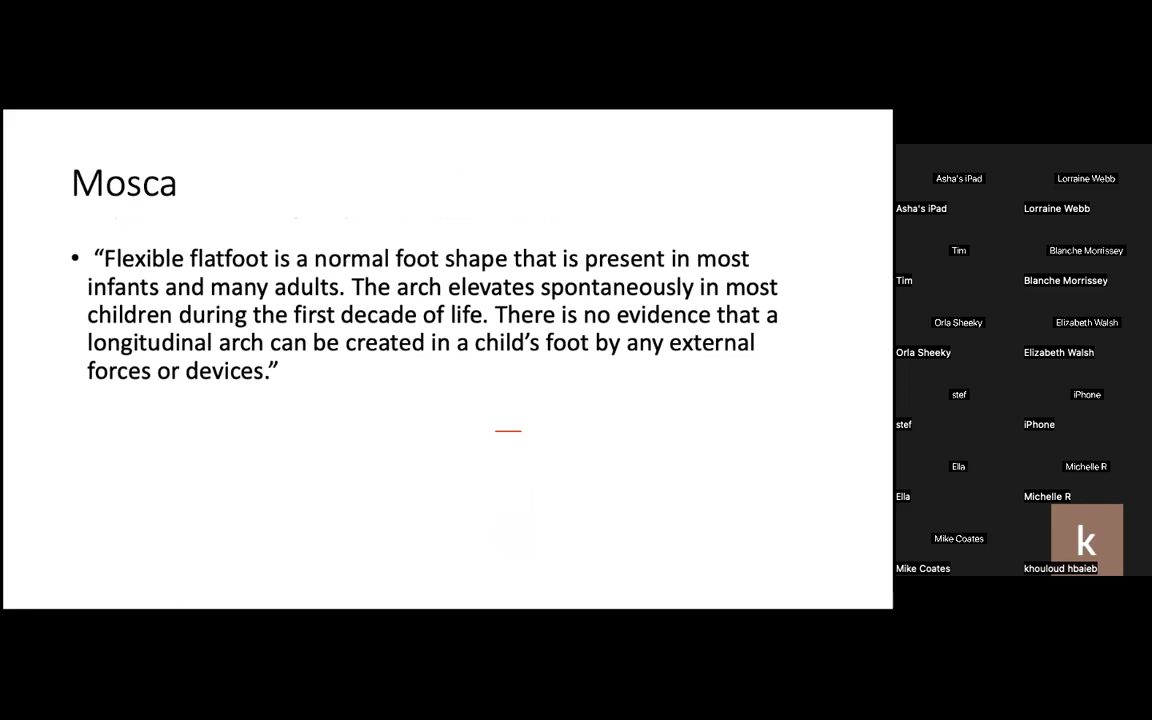 Mosca
• “Flexible flatfoot is a normal foot shape that is present in most
infants and many adults. The arch elevates spontaneously in most
children during the first decade of life. There is no evidence that a
longitudinal arch can be created in a child’s foot by any external
forces or devices.”
Asha's iPad Lorraine Webb
Asha's iPad Lorraine Webb
Tim Blanche Morrissey
Tim Blanche Morrissey
Orla Sheeky Elizabeth Walsh
Orla Sheeky Elizabeth Walsh
stef iPhone
stef iPhone
Ella Michelle R
Ella Michelle R
Mike Coates k
Mike Coates khouloud hbaieb